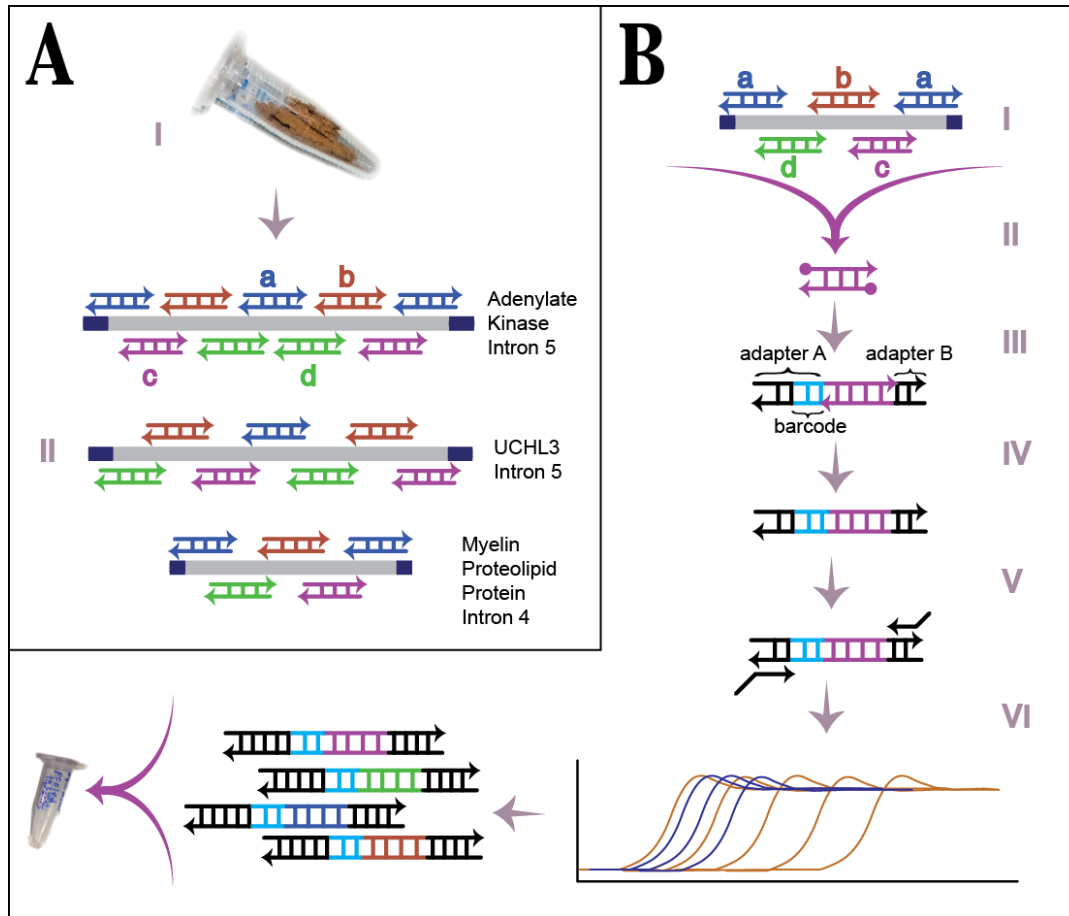 A
I
a
b
Adenylate
Kinase
Intron 5
c
d
II
UCHL3
Intron 5
Myelin
Proteolipid
Protein
Intron 4
B
a
b
a
I
d
c
II
III
adapter A
adapter B
barcode
IV
V
VI